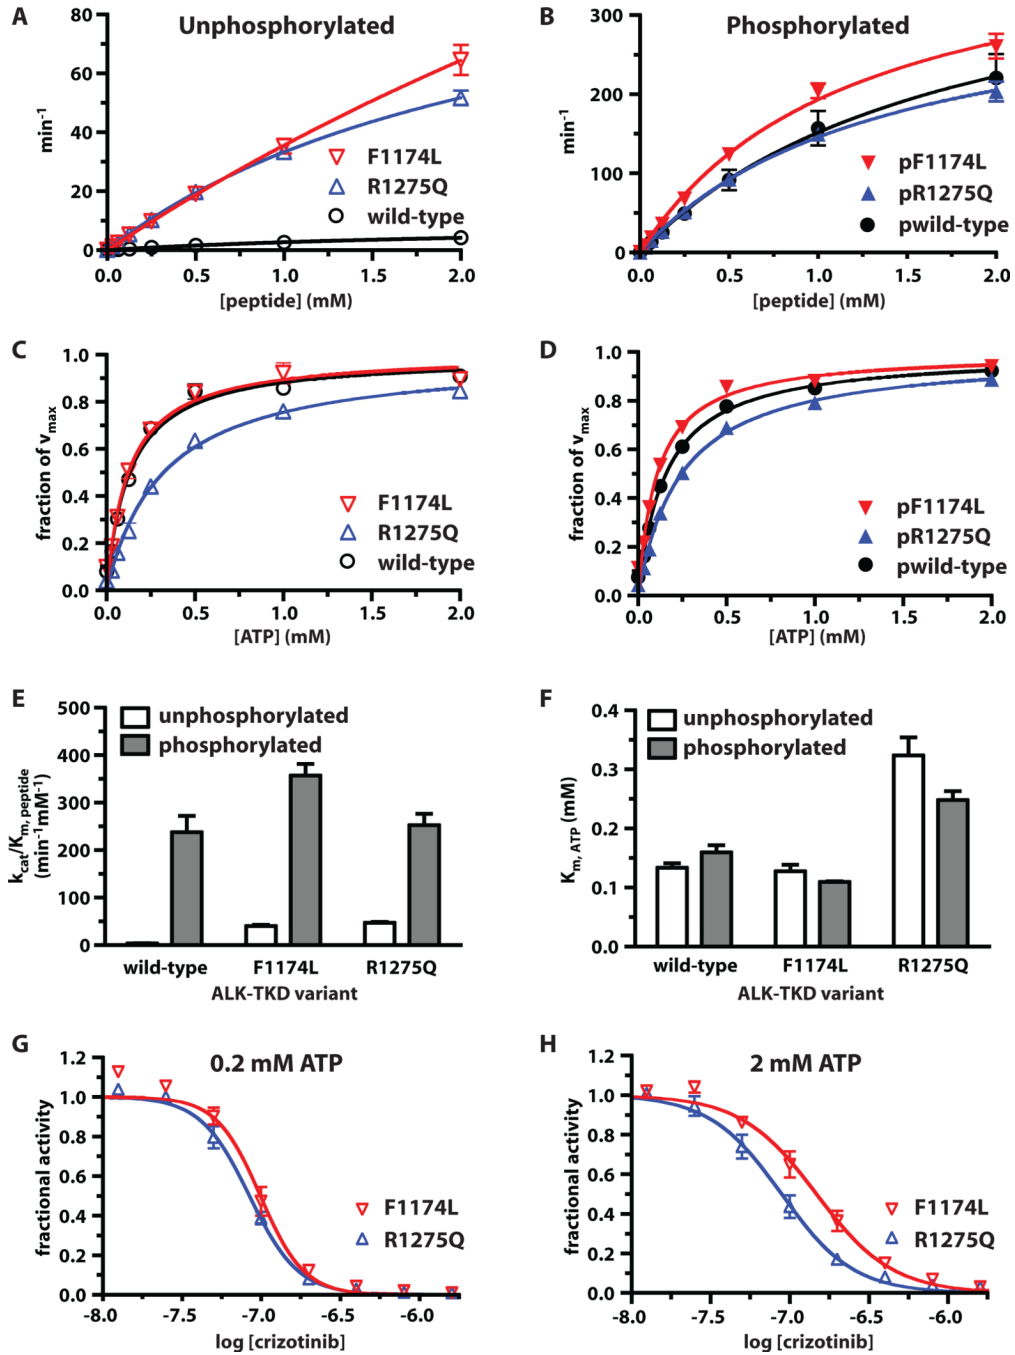 A Unphosphorylated
80
60
40
20
0
min⁻¹
F1174L
R1275Q
wild-type
0.0 0.5 1.0 1.5 2.0
[peptide] (mM)
B Phosphorylated
300
200
100
0
min⁻¹
pF1174L
pR1275Q
pwild-type
0.0 0.5 1.0 1.5 2.0
[peptide] (mM)
C
1.0
0.8
0.6
0.4
0.2
0.0
fraction of vmax
F1174L
R1275Q
wild-type
0.0 0.5 1.0 1.5 2.0
[ATP] (mM)
D
1.0
0.8
0.6
0.4
0.2
0.0
fraction of vmax
pF1174L
pR1275Q
pwild-type
0.0 0.5 1.0 1.5 2.0
[ATP] (mM)
E
500
400
300
250
100
50
0
kcat/Km, peptide
(min⁻¹mM⁻¹)
unphosphorylated
phosphorylated
wild-type F1174L R1275Q
ALK-TKD variant
F
0.4
0.3
0.2
0.1
0.0
Km, ATP
(mM)
unphosphorylated
phosphorylated
wild-type F1174L R1275Q
ALK-TKD variant
G 0.2 mM ATP
1.2
1.0
0.8
0.6
0.4
0.2
0.0
fractional activity
F1174L
R1275Q
-8.0 -7.5 -7.0 -6.5 -6.0
log [crizotinib]
H 2 mM ATP
1.2
1.0
0.8
0.6
0.4
0.2
0.0
fractional activity
F1174L
R1275Q
-8.0 -7.5 -7.0 -6.5 -6.0
log [crizotinib]